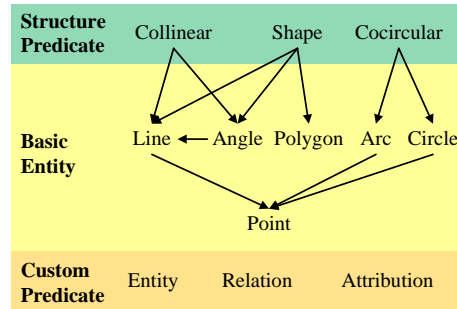 Structure Predicate
Collinear Shape Cocircular
Basic Entity
Line Angle Polygon Arc Circle
Point
Custom Predicate
Entity Relation Attribution